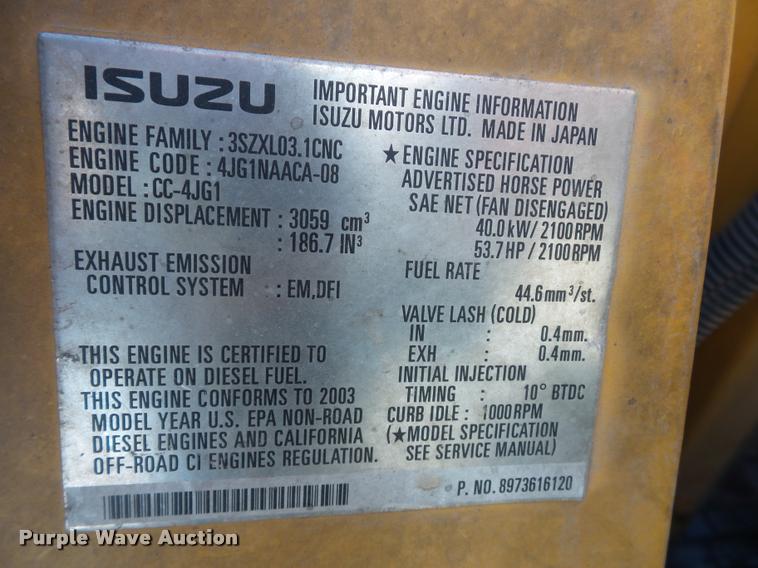 ISUZU
IMPORTANT ENGINE INFORMATION
ISUZU MOTORS LTD. MADE IN JAPAN
ENGINE FAMILY : 3SZXL03.1CNC
ENGINE CODE : 4JG1NAACA-08
MODEL : CC-4JG1
ENGINE DISPLACEMENT : 3059 cm³
: 186.7 IN³
EXHAUST EMISSION
CONTROL SYSTEM : EM,DFI
THIS ENGINE IS CERTIFIED TO
OPERATE ON DIESEL FUEL.
THIS ENGINE CONFORMS TO 2003
MODEL YEAR U.S. EPA NON-ROAD
DIESEL ENGINES AND CALIFORNIA
OFF-ROAD CI ENGINES REGULATION.
★ ENGINE SPECIFICATION
ADVERTISED HORSE POWER
SAE NET (FAN DISENGAGED)
40.0 kW / 2100 RPM
53.7 HP / 2100 RPM
FUEL RATE
44.6 mm³/st.
VALVE LASH (COLD)
IN : 0.4mm.
EXH : 0.4mm.
INITIAL INJECTION
TIMING : 10° BTDC
CURB IDLE : 1000 RPM
(★MODEL SPECIFICATION
SEE SERVICE MANUAL)
P. NO. 8973616120
Purple Wave Auction